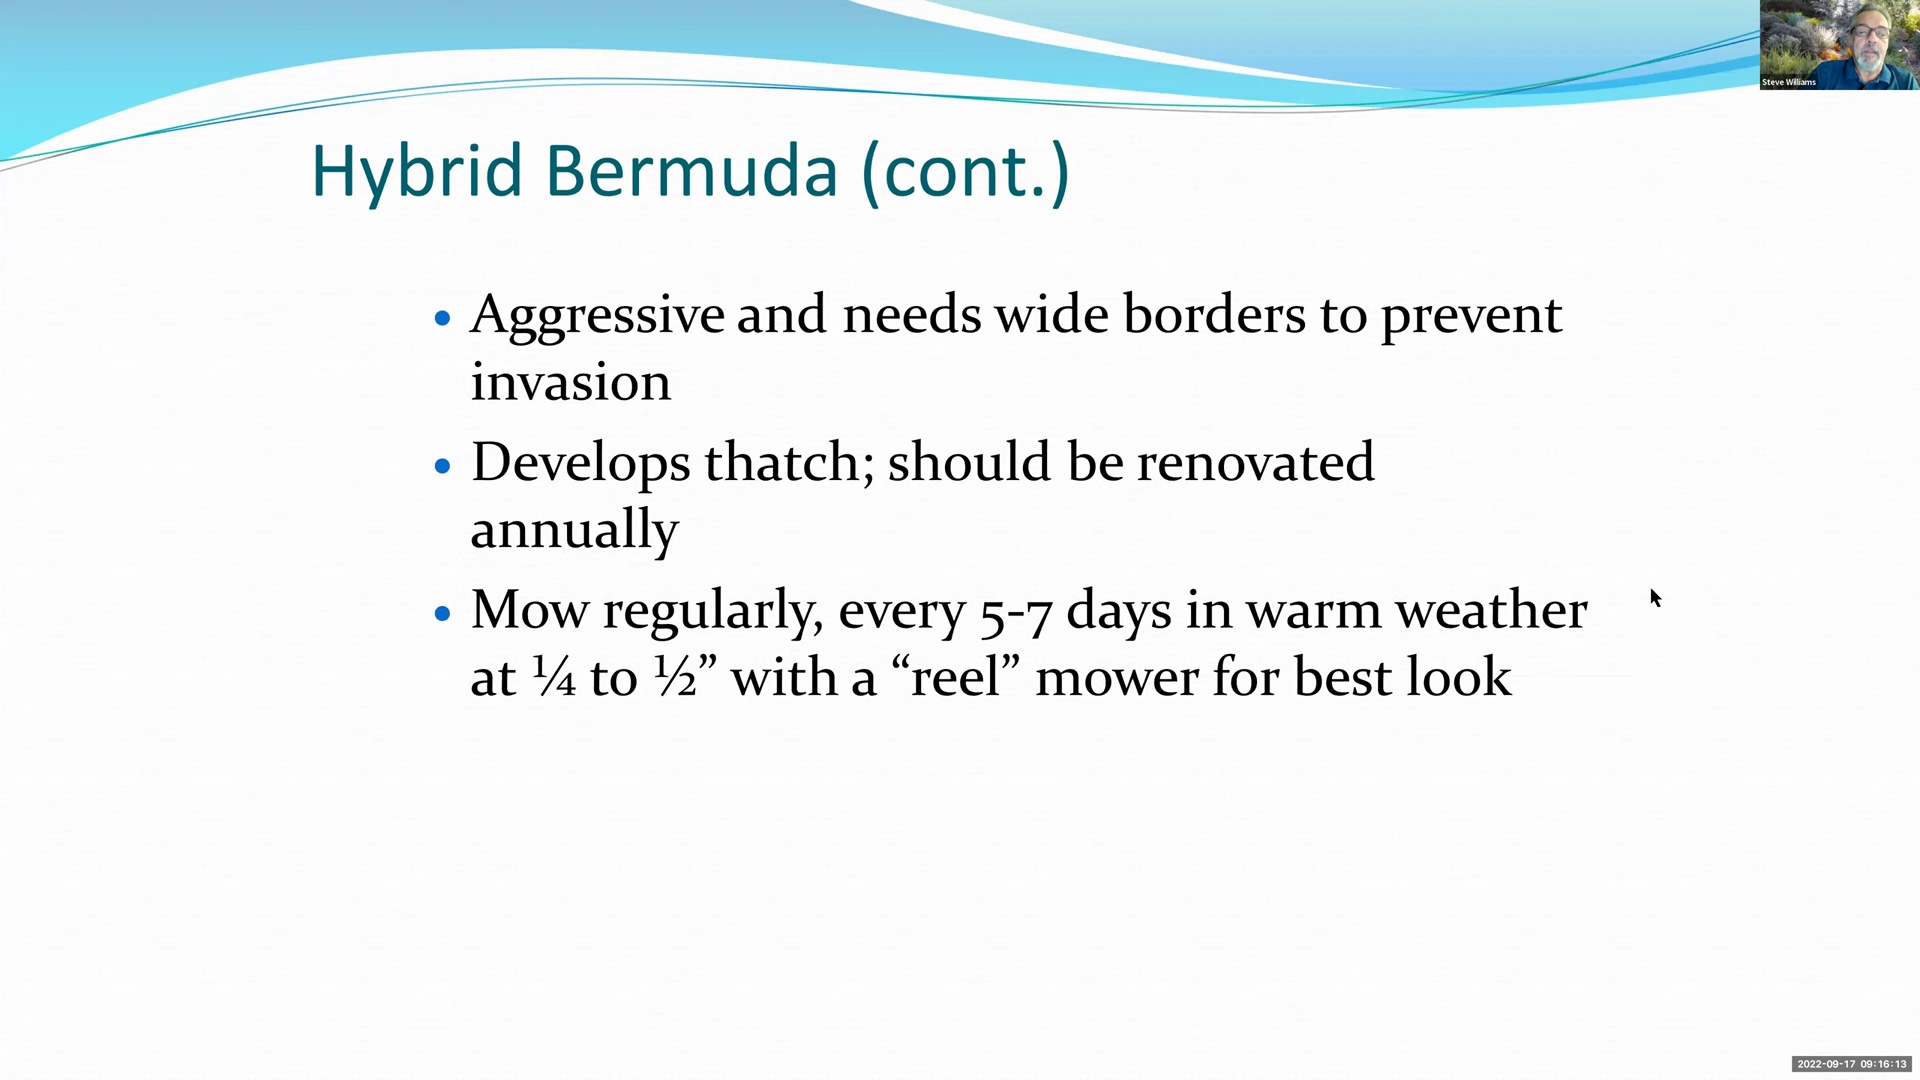 Steve Williams
Hybrid Bermuda (cont.)
• Aggressive and needs wide borders to prevent
invasion
• Develops thatch; should be renovated
annually
• Mow regularly, every 5-7 days in warm weather
at ¼ to ½” with a “reel” mower for best look
2022-09-17 09:16:13